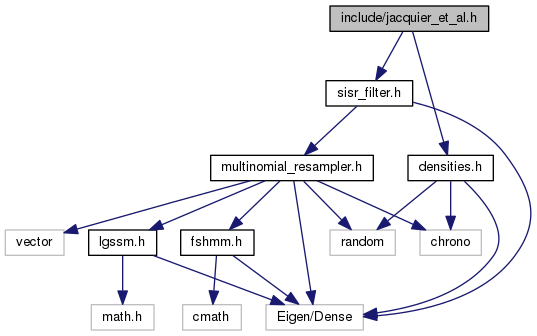 include/jacquier_et_al.h
sisr_filter.h
multinomial_resampler.h
densities.h
vector
lgssm.h
fshmm.h
random
chrono
math.h
cmath
Eigen/Dense